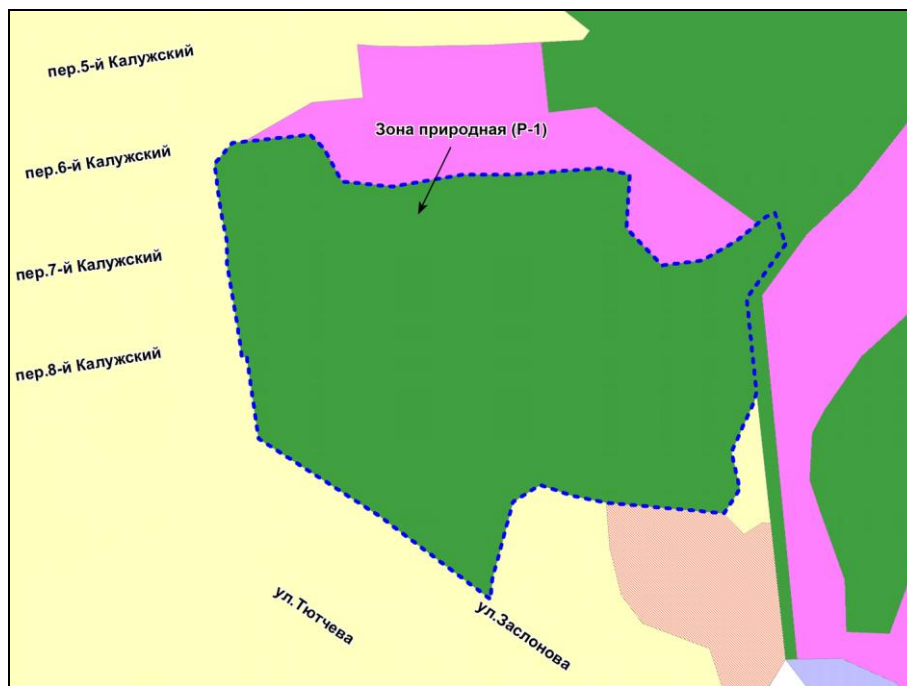 пер.5-й Калужский
Зона природная (Р-1)
пер.6-й Калужский
пер.7-й Калужский
пер.8-й Калужский
ул.Тютчева
ул.Заслонова